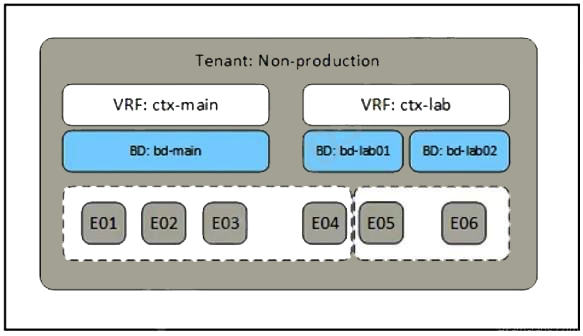 Tenant: Non-production
VRF: ctx-main
VRF: ctx-lab
BD: bd-main
BD: bd-lab01
BD: bd-lab02
E01
E02
E03
E04
E05
E06